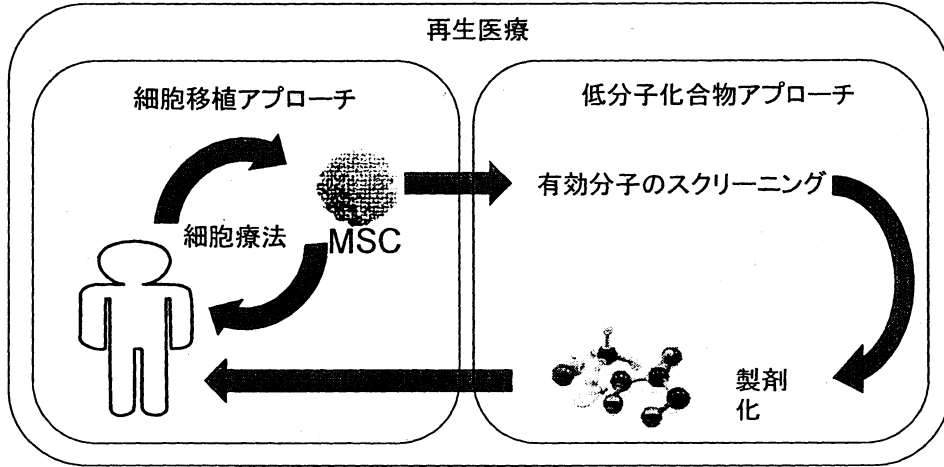 再生医療
細胞移植アプローチ
細胞療法
MSC
低分子化合物アプローチ
有効分子のスクリーニング
製剤
化